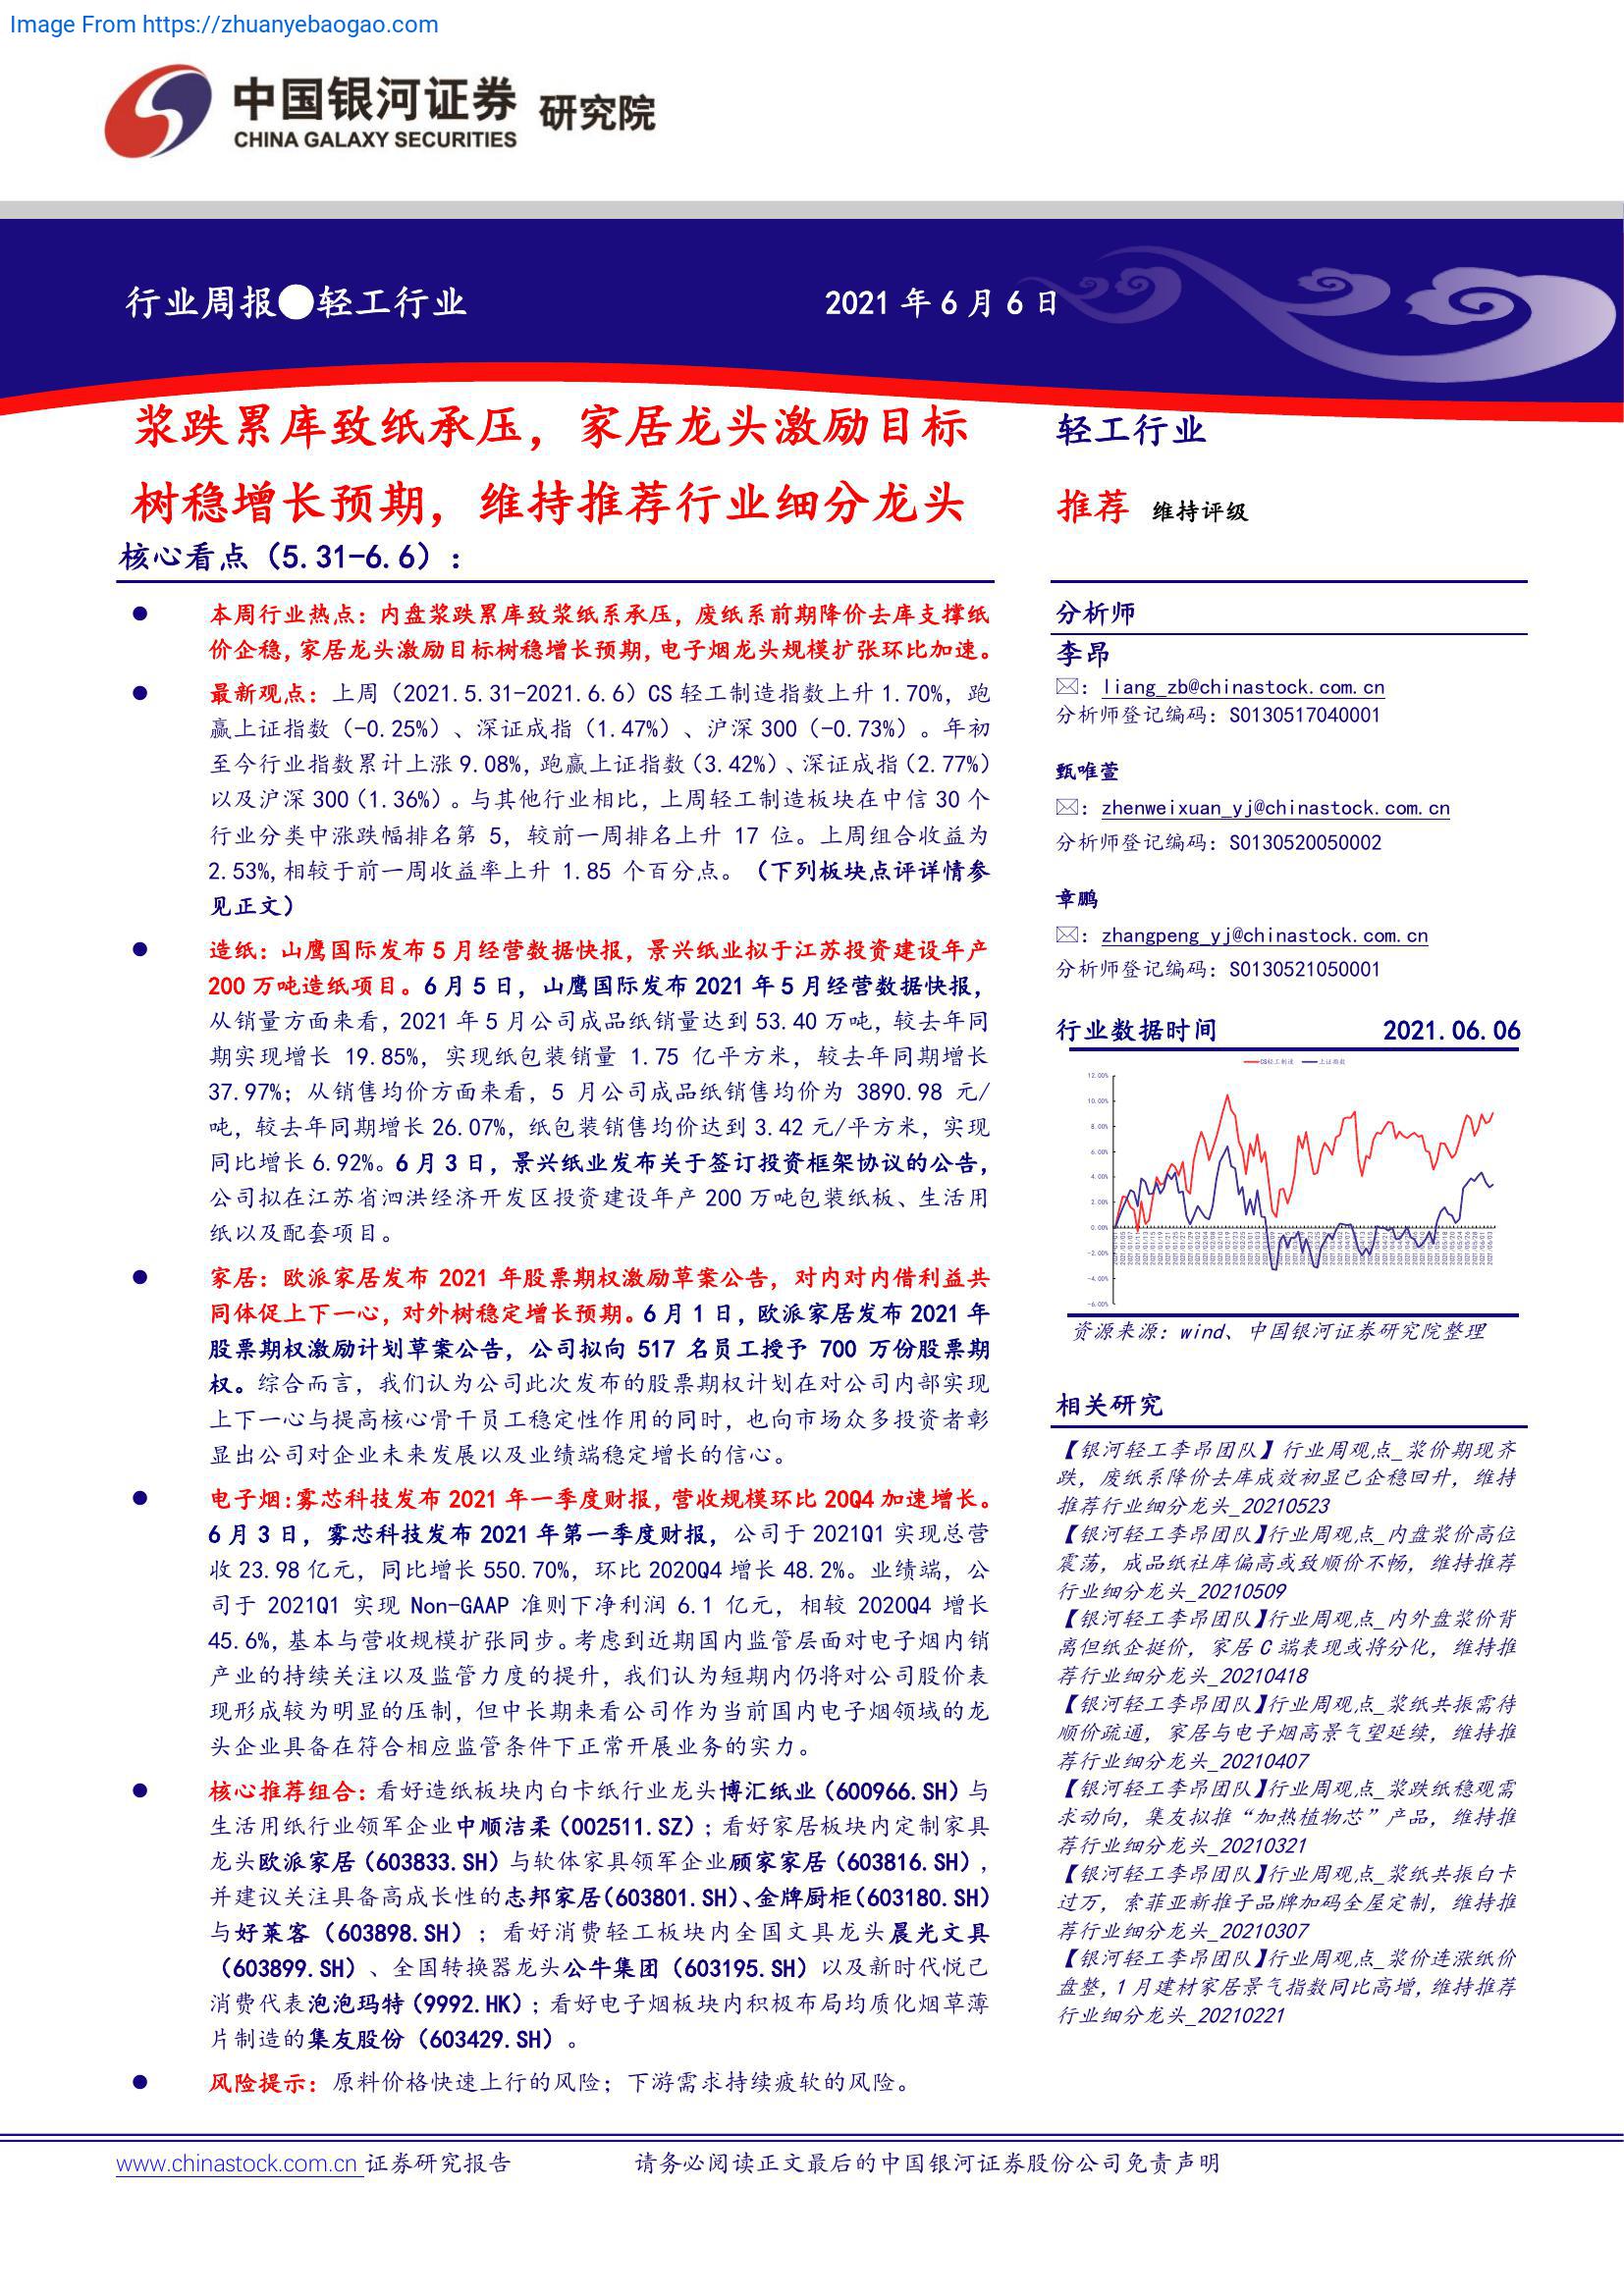 Image From https://zhuanyebaogao.com
中国银河证券 研究院
CHINA GALAXY SECURITIES
行业周报●轻工行业
2021 年 6 月 6 日
浆跌累库致纸承压，家居龙头激励目标
树稳增长预期，维持推荐行业细分龙头
核心看点（5.31-6.6）：
● 本周行业热点：内盘浆跌累库致浆纸系承压，废纸系前期降价去库支撑纸
价企稳，家居龙头激励目标树稳增长预期，电子烟龙头规模扩张环比加速。
● 最新观点：上周（2021.5.31-2021.6.6）CS 轻工制造指数上升 1.70%，跑
赢上证指数（-0.25%）、深证成指（1.47%）、沪深 300（-0.73%）。年初
至今行业指数累计上涨 9.08%，跑赢上证指数（3.42%）、深证成指（2.77%）
以及沪深 300（1.36%）。与其他行业相比，上周轻工制造板块在中信 30 个
行业分类中涨跌幅排名第 5，较前一周排名上升 17 位。上周组合收益为
2.53%，相较于前一周收益率上升 1.85 个百分点。（下列板块点评详情参
见正文）
● 造纸：山鹰国际发布 5 月经营数据快报，景兴纸业拟于江苏投资建设年产
200 万吨造纸项目。6 月 5 日，山鹰国际发布 2021 年 5 月经营数据快报，
从销量方面来看，2021 年 5 月公司成品纸销量达到 53.40 万吨，较去年同
期实现增长 19.85%，实现纸包装销量 1.75 亿平方米，较去年同期增长
37.97%；从销售均价方面来看，5 月公司成品纸销售均价为 3890.98 元/
吨，较去年同期增长 26.07%，纸包装销售均价达到 3.42 元/平方米，实现
同比增长 6.92%。6 月 3 日，景兴纸业发布关于签订投资框架协议的公告，
公司拟在江苏省泗洪经济开发区投资建设年产 200 万吨包装纸板、生活用
纸以及配套项目。
● 家居：欧派家居发布 2021 年股票期权激励草案公告，对内对内借利益共
同体促上下一心，对外树稳定增长预期。6 月 1 日，欧派家居发布 2021 年
股票期权激励计划草案公告，公司拟向 517 名员工授予 700 万份股票期
权。综合而言，我们认为公司此次发布的股票期权计划在对公司内部实现
上下一心与提高核心骨干员工稳定性作用的同时，也向市场众多投资者彰
显出公司对企业未来发展以及业绩端稳定增长的信心。
● 电子烟：雾芯科技发布 2021 年一季度财报，营收规模环比 20Q4 加速增长。
6 月 3 日，雾芯科技发布 2021 年第一季度财报，公司于 2021Q1 实现总营
收 23.98 亿元，同比增长 550.70%，环比 2020Q4 增长 48.2%。业绩端，公
司于 2021Q1 实现 Non-GAAP 准则下净利润 6.1 亿元，相较 2020Q4 增长
45.6%，基本与营收规模扩张同步。考虑到近期国内监管层面对电子烟内销
产业的持续关注以及监管力度的提升，我们认为短期内仍将对公司股价表
现形成较为明显的压制，但中长期来看公司作为当前国内电子烟领域的龙
头企业具备在符合相应监管条件下正常开展业务的实力。
● 核心推荐组合：看好造纸板块内白卡纸行业龙头博汇纸业（600966.SH）与
生活用纸行业领军企业中顺洁柔（002511.SZ）；看好家居板块内定制家具
龙头欧派家居（603833.SH）与软体家具领军企业顾家家居（603816.SH），
并建议关注具备高成长性的志邦家居（603801.SH）、金牌厨柜（603180.SH）
与好莱客（603898.SH）；看好消费轻工板块内全国文具龙头晨光文具
（603899.SH）、全国转换器龙头公牛集团（603195.SH）以及新时代悦己
消费代表泡泡玛特（9992.HK）；看好电子烟板块内积极布局均质化烟草薄
片制造的集友股份（603429.SH）。
● 风险提示：原料价格快速上行的风险；下游需求持续疲软的风险。
轻工行业
推荐 维持评级
分析师
李昂
：liang_zb@chinastock.com.cn
分析师登记编码：S0130517040001
甄唯萱
：zhenweixuan_yj@chinastock.com.cn
分析师登记编码：S0130520050002
章鹏
：zhangpeng_yj@chinastock.com.cn
分析师登记编码：S0130521050001
行业数据时间 2021.06.06
CS轻工制造 上证指数
12.00%
10.00%
8.00%
6.00%
4.00%
2.00%
0.00%
-2.00%
-4.00%
-6.00%
资源来源：wind、中国银河证券研究院整理
相关研究
【银河轻工李昂团队】行业周观点_浆价期现齐
跌，废纸系降价去库成效初显已企稳回升，维持
推荐行业细分龙头_20210523
【银河轻工李昂团队】行业周观点_内盘浆价高位
震荡，成品纸社库偏高或致顺价不畅，维持推荐
行业细分龙头_20210509
【银河轻工李昂团队】行业周观点_内外盘浆价背
离但纸企挺价，家居 C 端表现或将分化，维持推
荐行业细分龙头_20210418
【银河轻工李昂团队】行业周观点_浆纸共振需待
顺价疏通，家居与电子烟高景气望延续，维持推
荐行业细分龙头_20210407
【银河轻工李昂团队】行业周观点_浆跌纸稳观需
求动向，集友拟推“加热植物芯”产品，维持推
荐行业细分龙头_20210321
【银河轻工李昂团队】行业周观点_浆纸共振白卡
过万，索菲亚新推子品牌加码全屋定制，维持推
荐行业细分龙头_20210307
【银河轻工李昂团队】行业周观点_浆价连涨纸价
盘整，1 月建材家居景气指数同比高增，维持推荐
行业细分龙头_20210221
www.chinastock.com.cn 证券研究报告 请务必阅读正文最后的中国银河证券股份公司免责声明